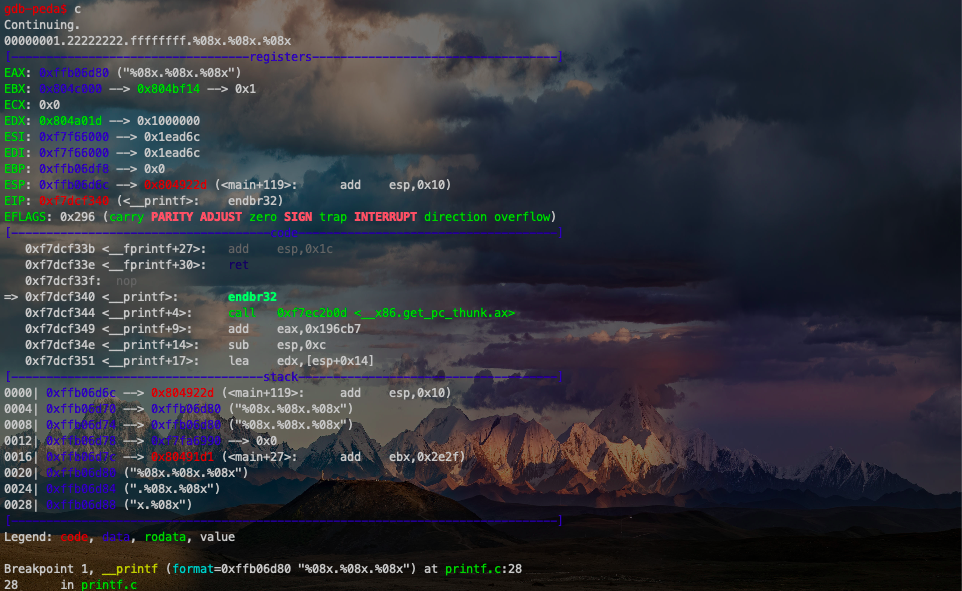 gdb-peda$ c
Continuing.
00000001.22222222.ffffffff.%08x.%08x.%08x
[----------------------------------registers-----------------------------------]
EAX: 0xffb06d80 ("%08x.%08x.%08x")
EBX: 0x804c000 --> 0x804bf14 --> 0x1
ECX: 0x0
EDX: 0x804a01d --> 0x1000000
ESI: 0xf7f66000 --> 0x1ead6c
EDI: 0xf7f66000 --> 0x1ead6c
EBP: 0xffb06df8 --> 0x0
ESP: 0xffb06d6c --> 0x804922d (<main+119>: add esp,0x10)
EIP: 0xf7dcf340 (<__printf>: endbr32)
EFLAGS: 0x296 (carry PARITY ADJUST zero SIGN trap INTERRUPT direction overflow)
[-------------------------------------code-------------------------------------]
0xf7dcf33b <__fprintf+27>: add esp,0x1c
0xf7dcf33e <__fprintf+30>: ret
0xf7dcf33f: nop
=> 0xf7dcf340 <__printf>: endbr32
0xf7dcf344 <__printf+4>: call 0xf7ec2b0d <__x86.get_pc_thunk.ax>
0xf7dcf349 <__printf+9>: add eax,0x196cb7
0xf7dcf34e <__printf+14>: sub esp,0xc
0xf7dcf351 <__printf+17>: lea edx,[esp+0x14]
[------------------------------------stack-------------------------------------]
0000| 0xffb06d6c --> 0x804922d (<main+119>: add esp,0x10)
0004| 0xffb06d70 --> 0xffb06d80 ("%08x.%08x.%08x")
0008| 0xffb06d74 --> 0xffb06d80 ("%08x.%08x.%08x")
0012| 0xffb06d78 --> --> 0x0
0016| 0xffb06d7c --> 0x80491d1 (<main+27>: add ebx,0x2e2f)
0020| 0xffb06d80 ("%08x.%08x.%08x")
0024| 0xffb06d84 (".%08x.%08x")
0028| 0xffb06d88 ("x.%08x")
[------------------------------------------------------------------------------]
Legend: code, data, rodata, value
Breakpoint 1, __printf (format=0xffb06d80 "%08x.%08x.%08x") at printf.c:28
28 in printf.c